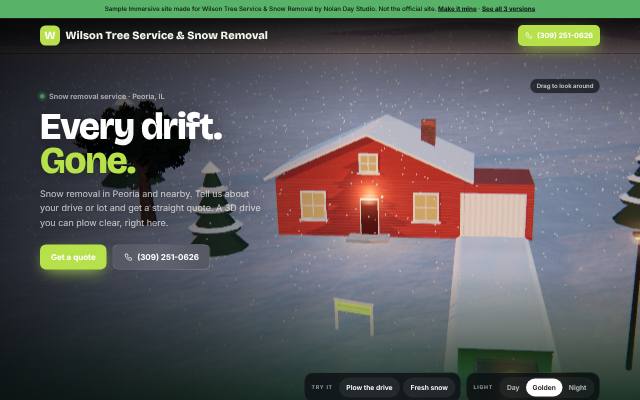 Sample Immersive site made for Wilson Tree Service & Snow Removal by Nolan Day Studio. Not the official site. Make it mine · See all 3 versions
W Wilson Tree Service & Snow Removal
(309) 251-0626
Drag to look around
Snow removal service · Peoria, IL
Every drift.
Gone.
Snow removal in Peoria and nearby. Tell us about
your drive or lot and get a straight quote. A 3D drive
you can plow clear, right here.
Get a quote
(309) 251-0626
TRY IT Plow the drive Fresh snow
LIGHT Day Golden Night